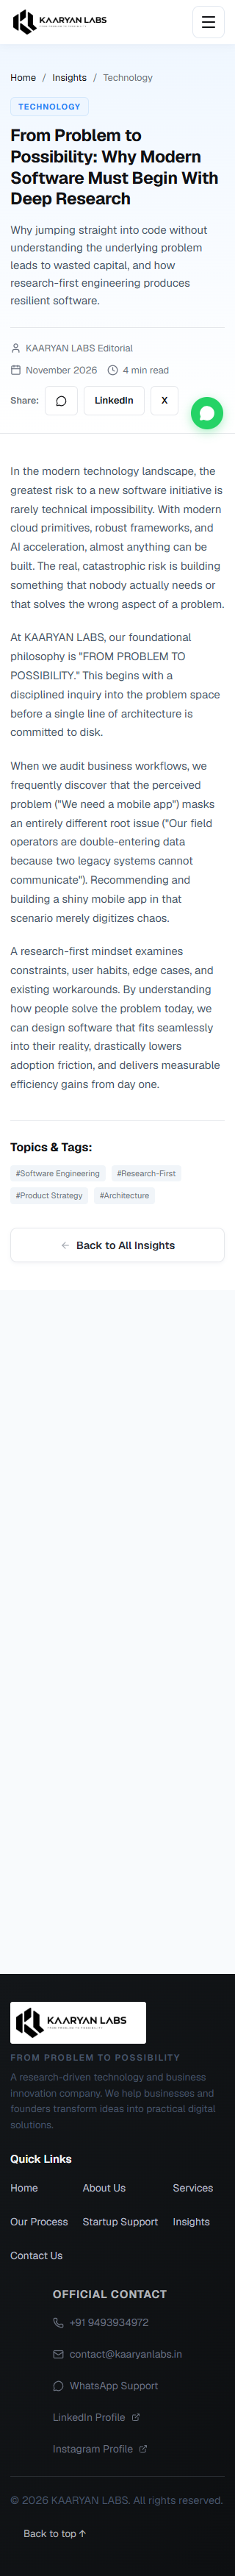 KAARYAN LABS
Home / Insights / Technology
TECHNOLOGY
From Problem to
Possibility: Why Modern
Software Must Begin With
Deep Research
Why jumping straight into code without
understanding the underlying problem
leads to wasted capital, and how
research-first engineering produces
resilient software.
KAARYAN LABS Editorial
November 2026 4 min read
Share: LinkedIn X
In the modern technology landscape, the
greatest risk to a new software initiative is
rarely technical impossibility. With modern
cloud primitives, robust frameworks, and
AI acceleration, almost anything can be
built. The real, catastrophic risk is building
something that nobody actually needs or
that solves the wrong aspect of a problem.
At KAARYAN LABS, our foundational
philosophy is "FROM PROBLEM TO
POSSIBILITY." This begins with a
disciplined inquiry into the problem space
before a single line of architecture is
committed to disk.
When we audit business workflows, we
frequently discover that the perceived
problem ("We need a mobile app") masks
an entirely different root issue ("Our field
operators are double-entering data
because two legacy systems cannot
communicate"). Recommending and
building a shiny mobile app in that
scenario merely digitizes chaos.
A research-first mindset examines
constraints, user habits, edge cases, and
existing workarounds. By understanding
how people solve the problem today, we
can design software that fits seamlessly
into their reality, drastically lowers
adoption friction, and delivers measurable
efficiency gains from day one.
Topics & Tags:
#Software Engineering #Research-First
#Product Strategy #Architecture
← Back to All Insights
KAARYAN LABS
FROM PROBLEM TO POSSIBILITY
A research-driven technology and business
innovation company. We help businesses and
founders transform ideas into practical digital
solutions.
Quick Links
Home About Us Services
Our Process Startup Support Insights
Contact Us
OFFICIAL CONTACT
+91 9493934972
contact@kaaryanlabs.in
WhatsApp Support
LinkedIn Profile
Instagram Profile
© 2026 KAARYAN LABS. All rights reserved.
Back to top ↑